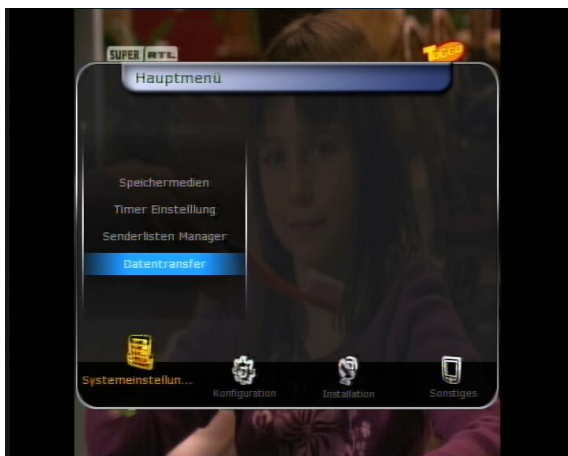 SUPER RTL
TOGGO
Hauptmenü
Speichermedien
Timer Einstelllung
Senderlisten Manager
Datentransfer
Systemeinstellun...
Konfiguration
Installation
Sonstiges